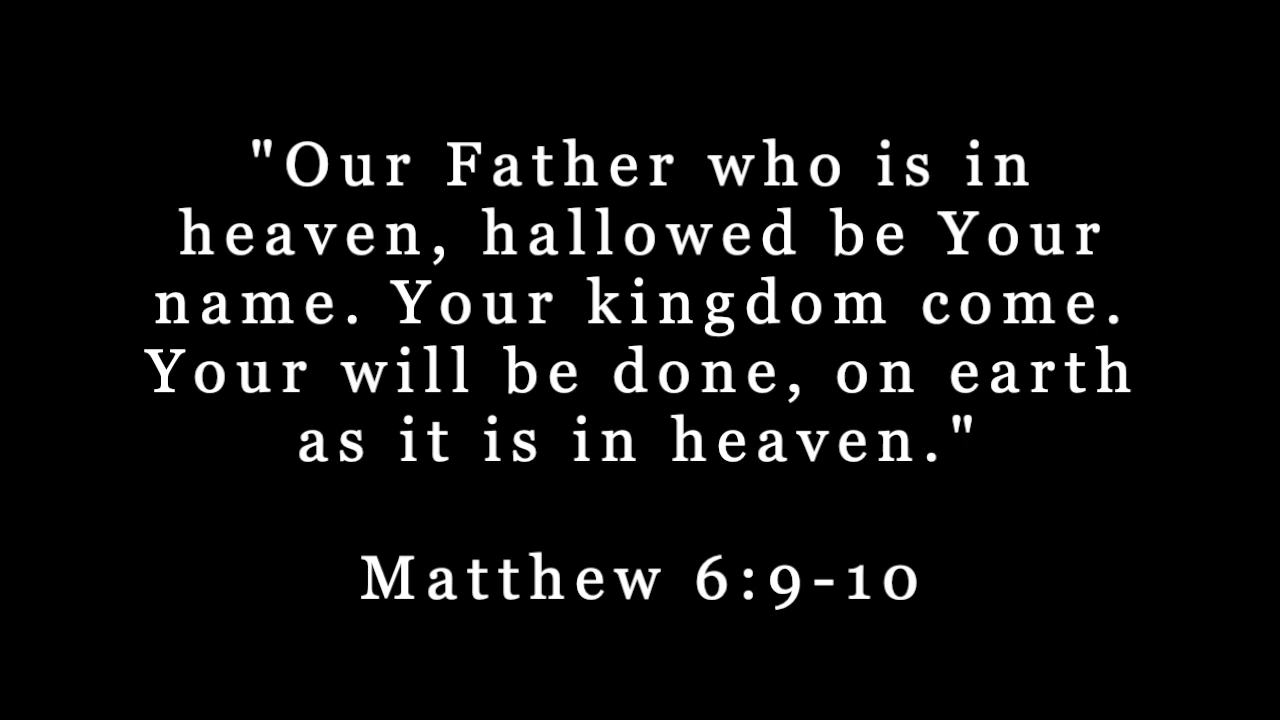 "Our Father who is in
heaven, hallowed be Your
name. Your kingdom come.
Your will be done, on earth
as it is in heaven."
Matthew 6:9-10